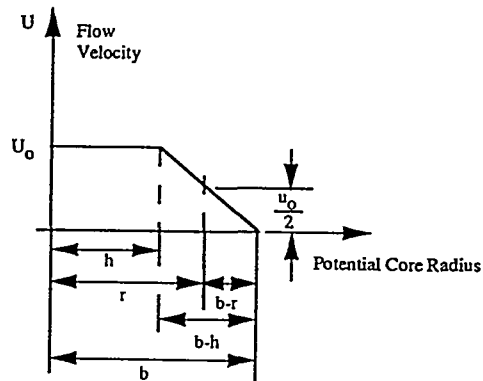 U
Flow
Velocity
Uo
uo
2
h
Potential Core Radius
r
b-r
b-h
b